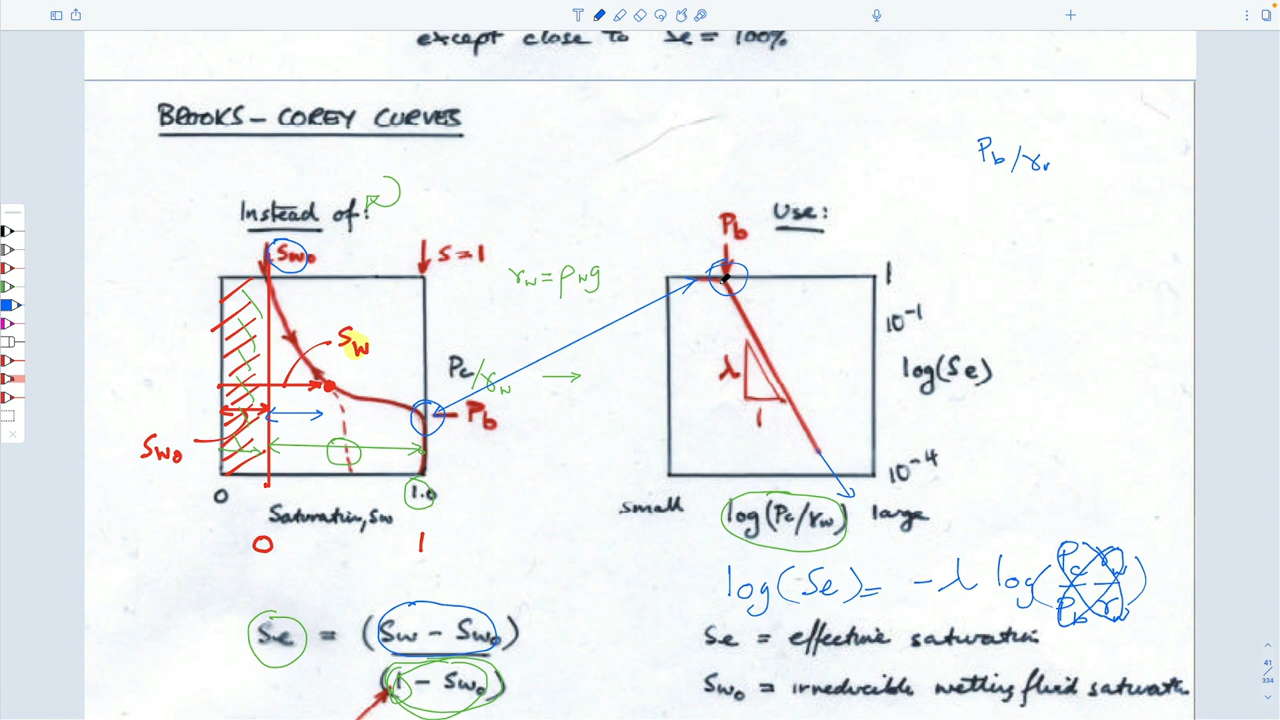 except close to Se = 100%
BROOKS - COREY CURVES
Pb/γw
Instead of:
Use:
Swo
S=1
Pb
γw = ρwg
1
10⁻¹
Sw
Pc/γw
log(Se)
λ
1
Pb
Swo
10⁻⁴
0
1.0
small
log(Pc/γw)
large
Saturation, Sw
0
1
log(Se) = -λ log(Pc γw / Pb γw)
Se = (Sw - Swo)
(1 - Swo)
Se = effective saturation
Swo = irreducible wetting fluid saturatn
41
334